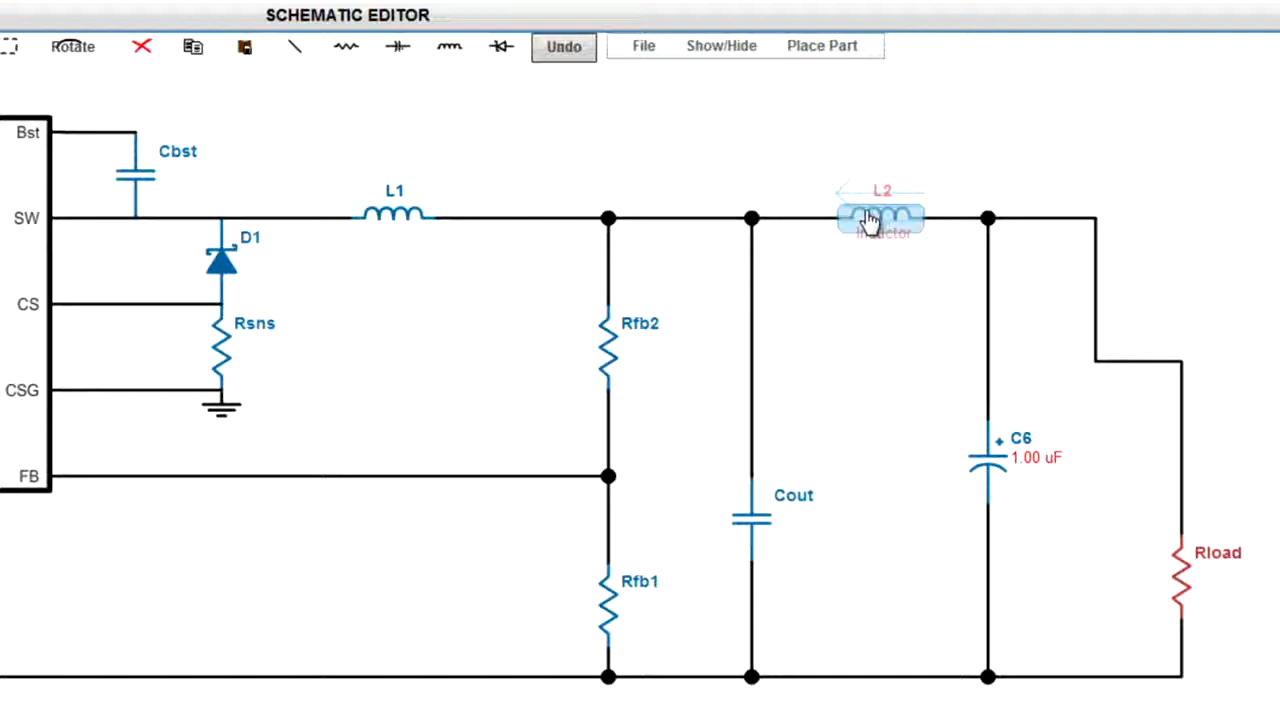 SCHEMATIC EDITOR
Rotate
Undo
File
Show/Hide
Place Part
Bst
Cbst
L1
L2
SW
Inductor
D1
CS
Rsns
Rfb2
CSG
C6
1.00 uF
FB
Cout
Rload
Rfb1